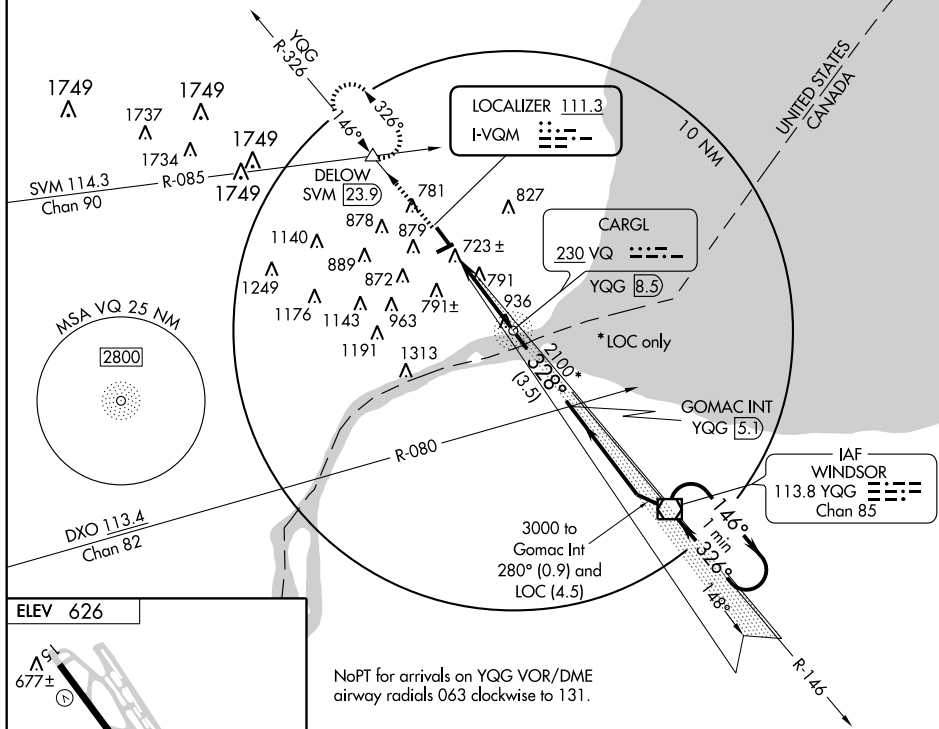 YQG
R-326
146°
326°
1749
1737
1749
1734
1749
1749
SVM 114.3
R-085
Chan 90
DELOW
SVM 23.9
LOCALIZER 111.3
I-VQM
10 NM
UNITED STATES
CANADA
781
827
878
879
1140
889
723 ±
872
791
1249
1176
1143
963
791±
936
1191
1313
CARGL
230 VQ
YQG 8.5
*LOC only
2100*
328°
(3.5)
MSA VQ 25 NM
2800
GOMAC INT
YQG 5.1
R-080
DXO 113.4
Chan 82
IAF
WINDSOR
113.8 YQG
Chan 85
3000 to
Gomac Int
280° (0.9) and
LOC (4.5)
146°
1 min
326°
148°
R-146
ELEV 626
677±
15
V
NoPT for arrivals on YQG VOR/DME
airway radials 063 clockwise to 131.